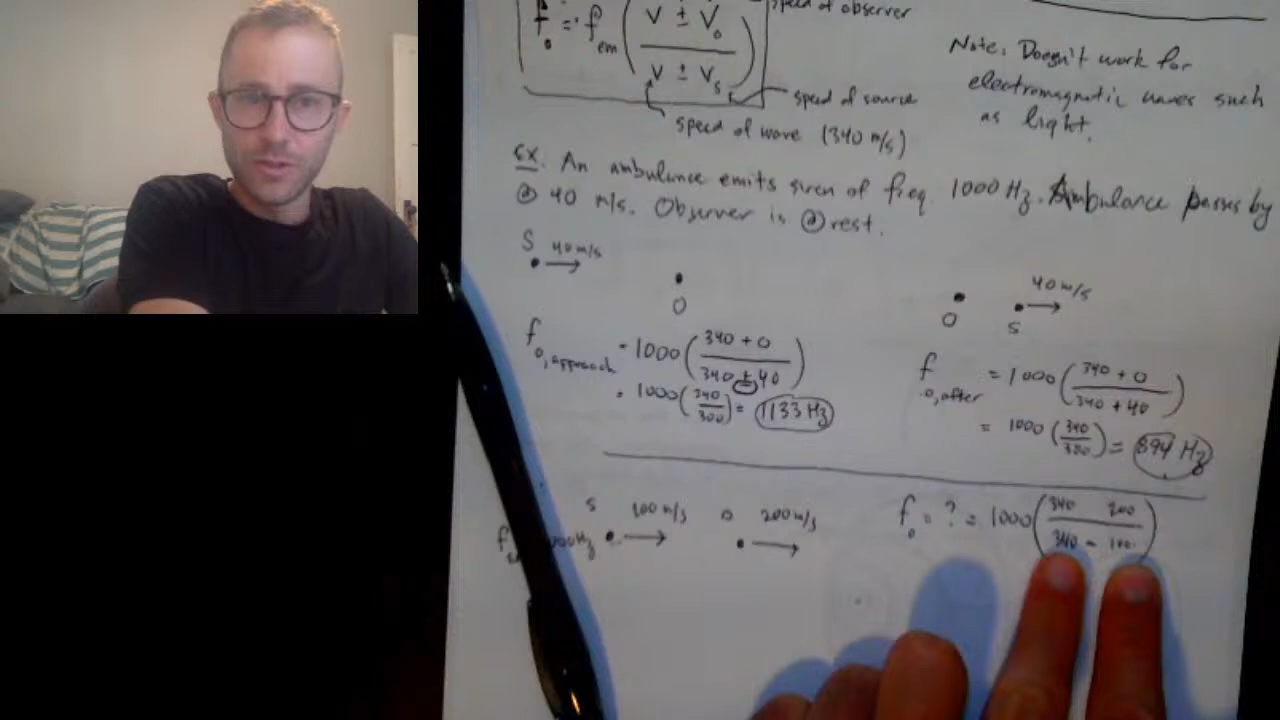 speed of observer
f₀ = f_em ( (V ± V₀) / (V ± Vₛ) )
speed of source
speed of wave (340 m/s)
Note: Doesn't work for
electromagnetic waves such
as light.
Ex. An ambulance emits siren of freq. 1000 Hz. Ambulance passes by
@ 40 m/s. Observer is @ rest.
S 40 m/s
O
f_o, approach = 1000 ( (340 + 0) / (340 - 40) )
= 1000 (340/300) = 1133 Hz
40 m/s
O S
f_o, after = 1000 ( (340 + 0) / (340 + 40) )
= 1000 (340/380) = 894 Hz
S 100 m/s O 200 m/s
f₀ = ? = 1000 ( (340 200) / (340 - 100) )